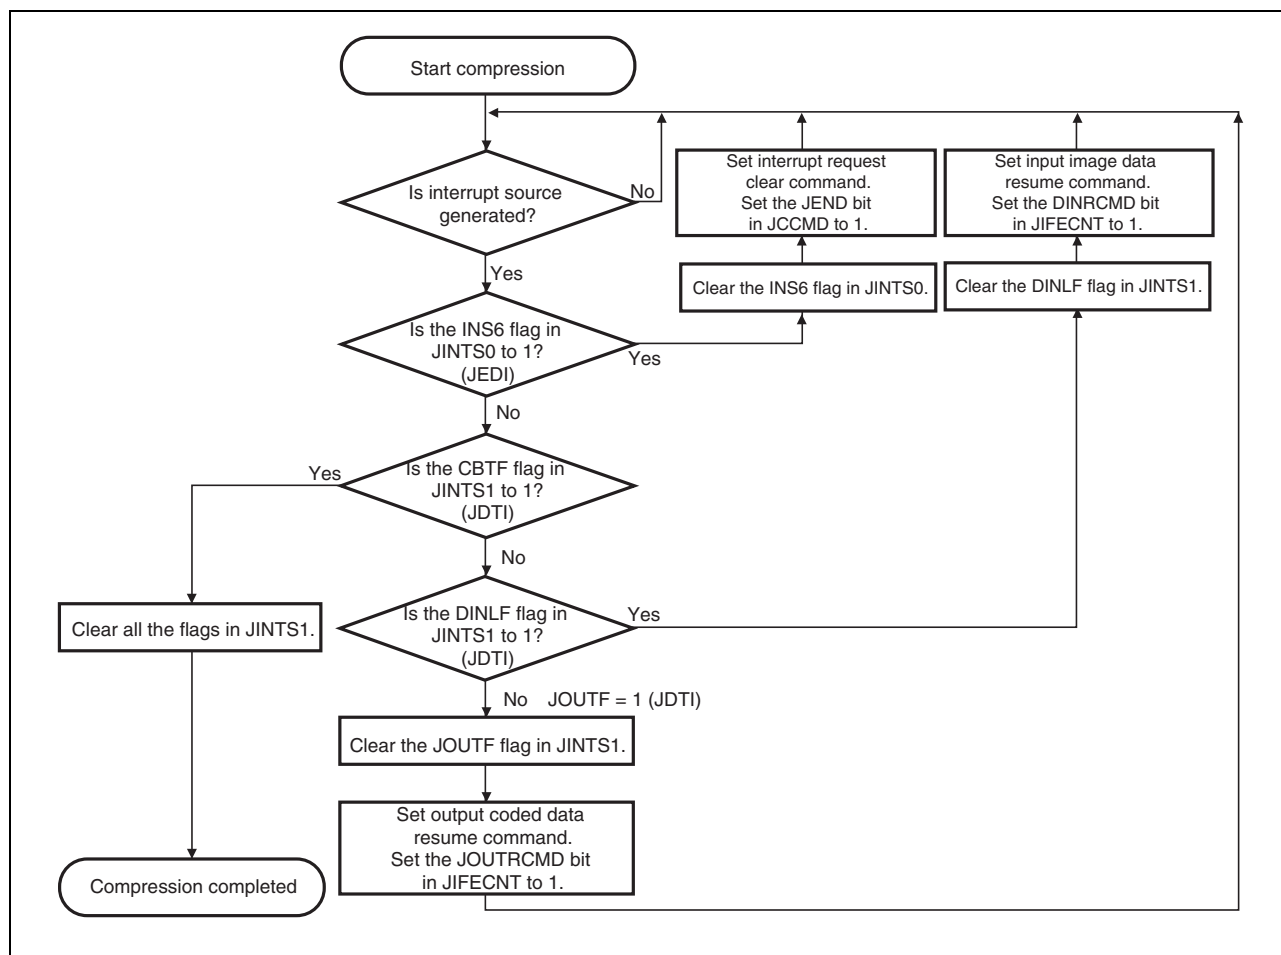 Start compression
Is interrupt source
generated?
No
Set interrupt request
clear command.
Set the JEND bit
in JCCMD to 1.
Set input image data
resume command.
Set the DINRCMD bit
in JIFECNT to 1.
Yes
Clear the INS6 flag in JINTS0.
Clear the DINLF flag in JINTS1.
Is the INS6 flag in
JINTS0 to 1?
(JEDI)
Yes
No
Yes
Is the CBTF flag in
JINTS1 to 1?
(JDTI)
No
Clear all the flags in JINTS1.
Is the DINLF flag in
JINTS1 to 1?
(JDTI)
Yes
No JOUTF = 1 (JDTI)
Clear the JOUTF flag in JINTS1.
Set output coded data
resume command.
Set the JOUTRCMD bit
in JIFECNT to 1.
Compression completed